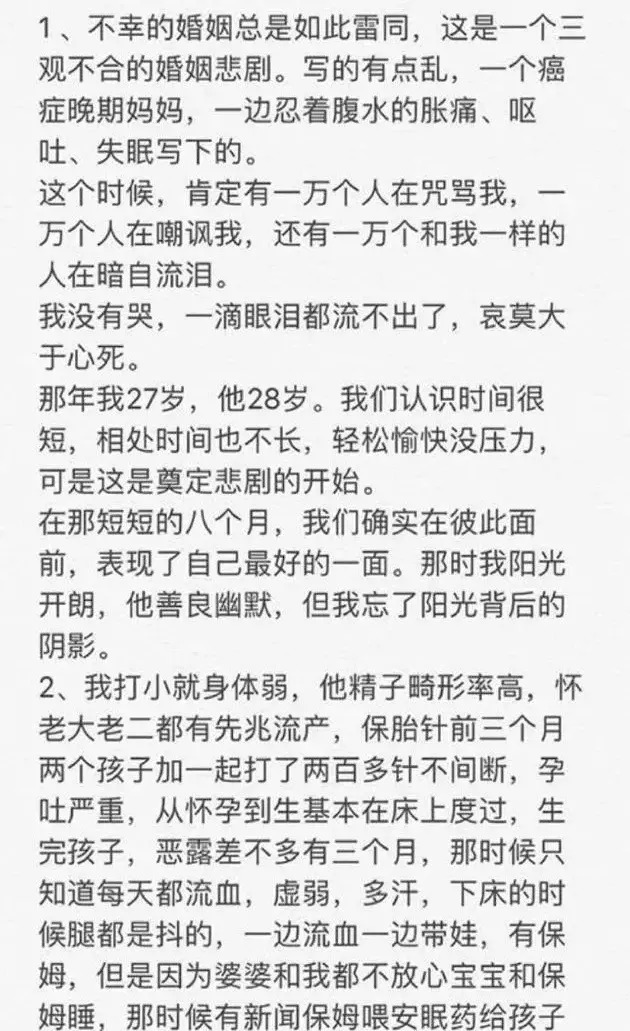 1、不幸的婚姻总是如此雷同，这是一个三
观不合的婚姻悲剧。写的有点乱，一个癌
症晚期妈妈，一边忍着腹水的胀痛、呕
吐、失眠写下的。
这个时候，肯定有一万个人在咒骂我，一
万个人在嘲讽我，还有一万个和我一样的
人在暗自流泪。
我没有哭，一滴眼泪都流不出了，哀莫大
于心死。
那年我27岁，他28岁。我们认识时间很
短，相处时间也不长，轻松愉快没压力，
可是这是奠定悲剧的开始。
在那短短的八个月，我们确实在彼此面
前，表现了自己最好的一面。那时我阳光
开朗，他善良幽默，但我忘了阳光背后的
阴影。
2、我打小就身体弱，他精子畸形率高，怀
老大老二都有先兆流产，保胎针前三个月
两个孩子加一起打了两百多针不间断，孕
吐严重，从怀孕到生基本在床上度过，生
完孩子，恶露差不多有三个月，那时候只
知道每天都流血，虚弱，多汗，下床的时
候腿都是抖的，一边流血一边带娃，有保
姆，但是因为婆婆和我都不放心宝宝和保
姆睡，那时候有新闻保姆喂安眠药给孩子